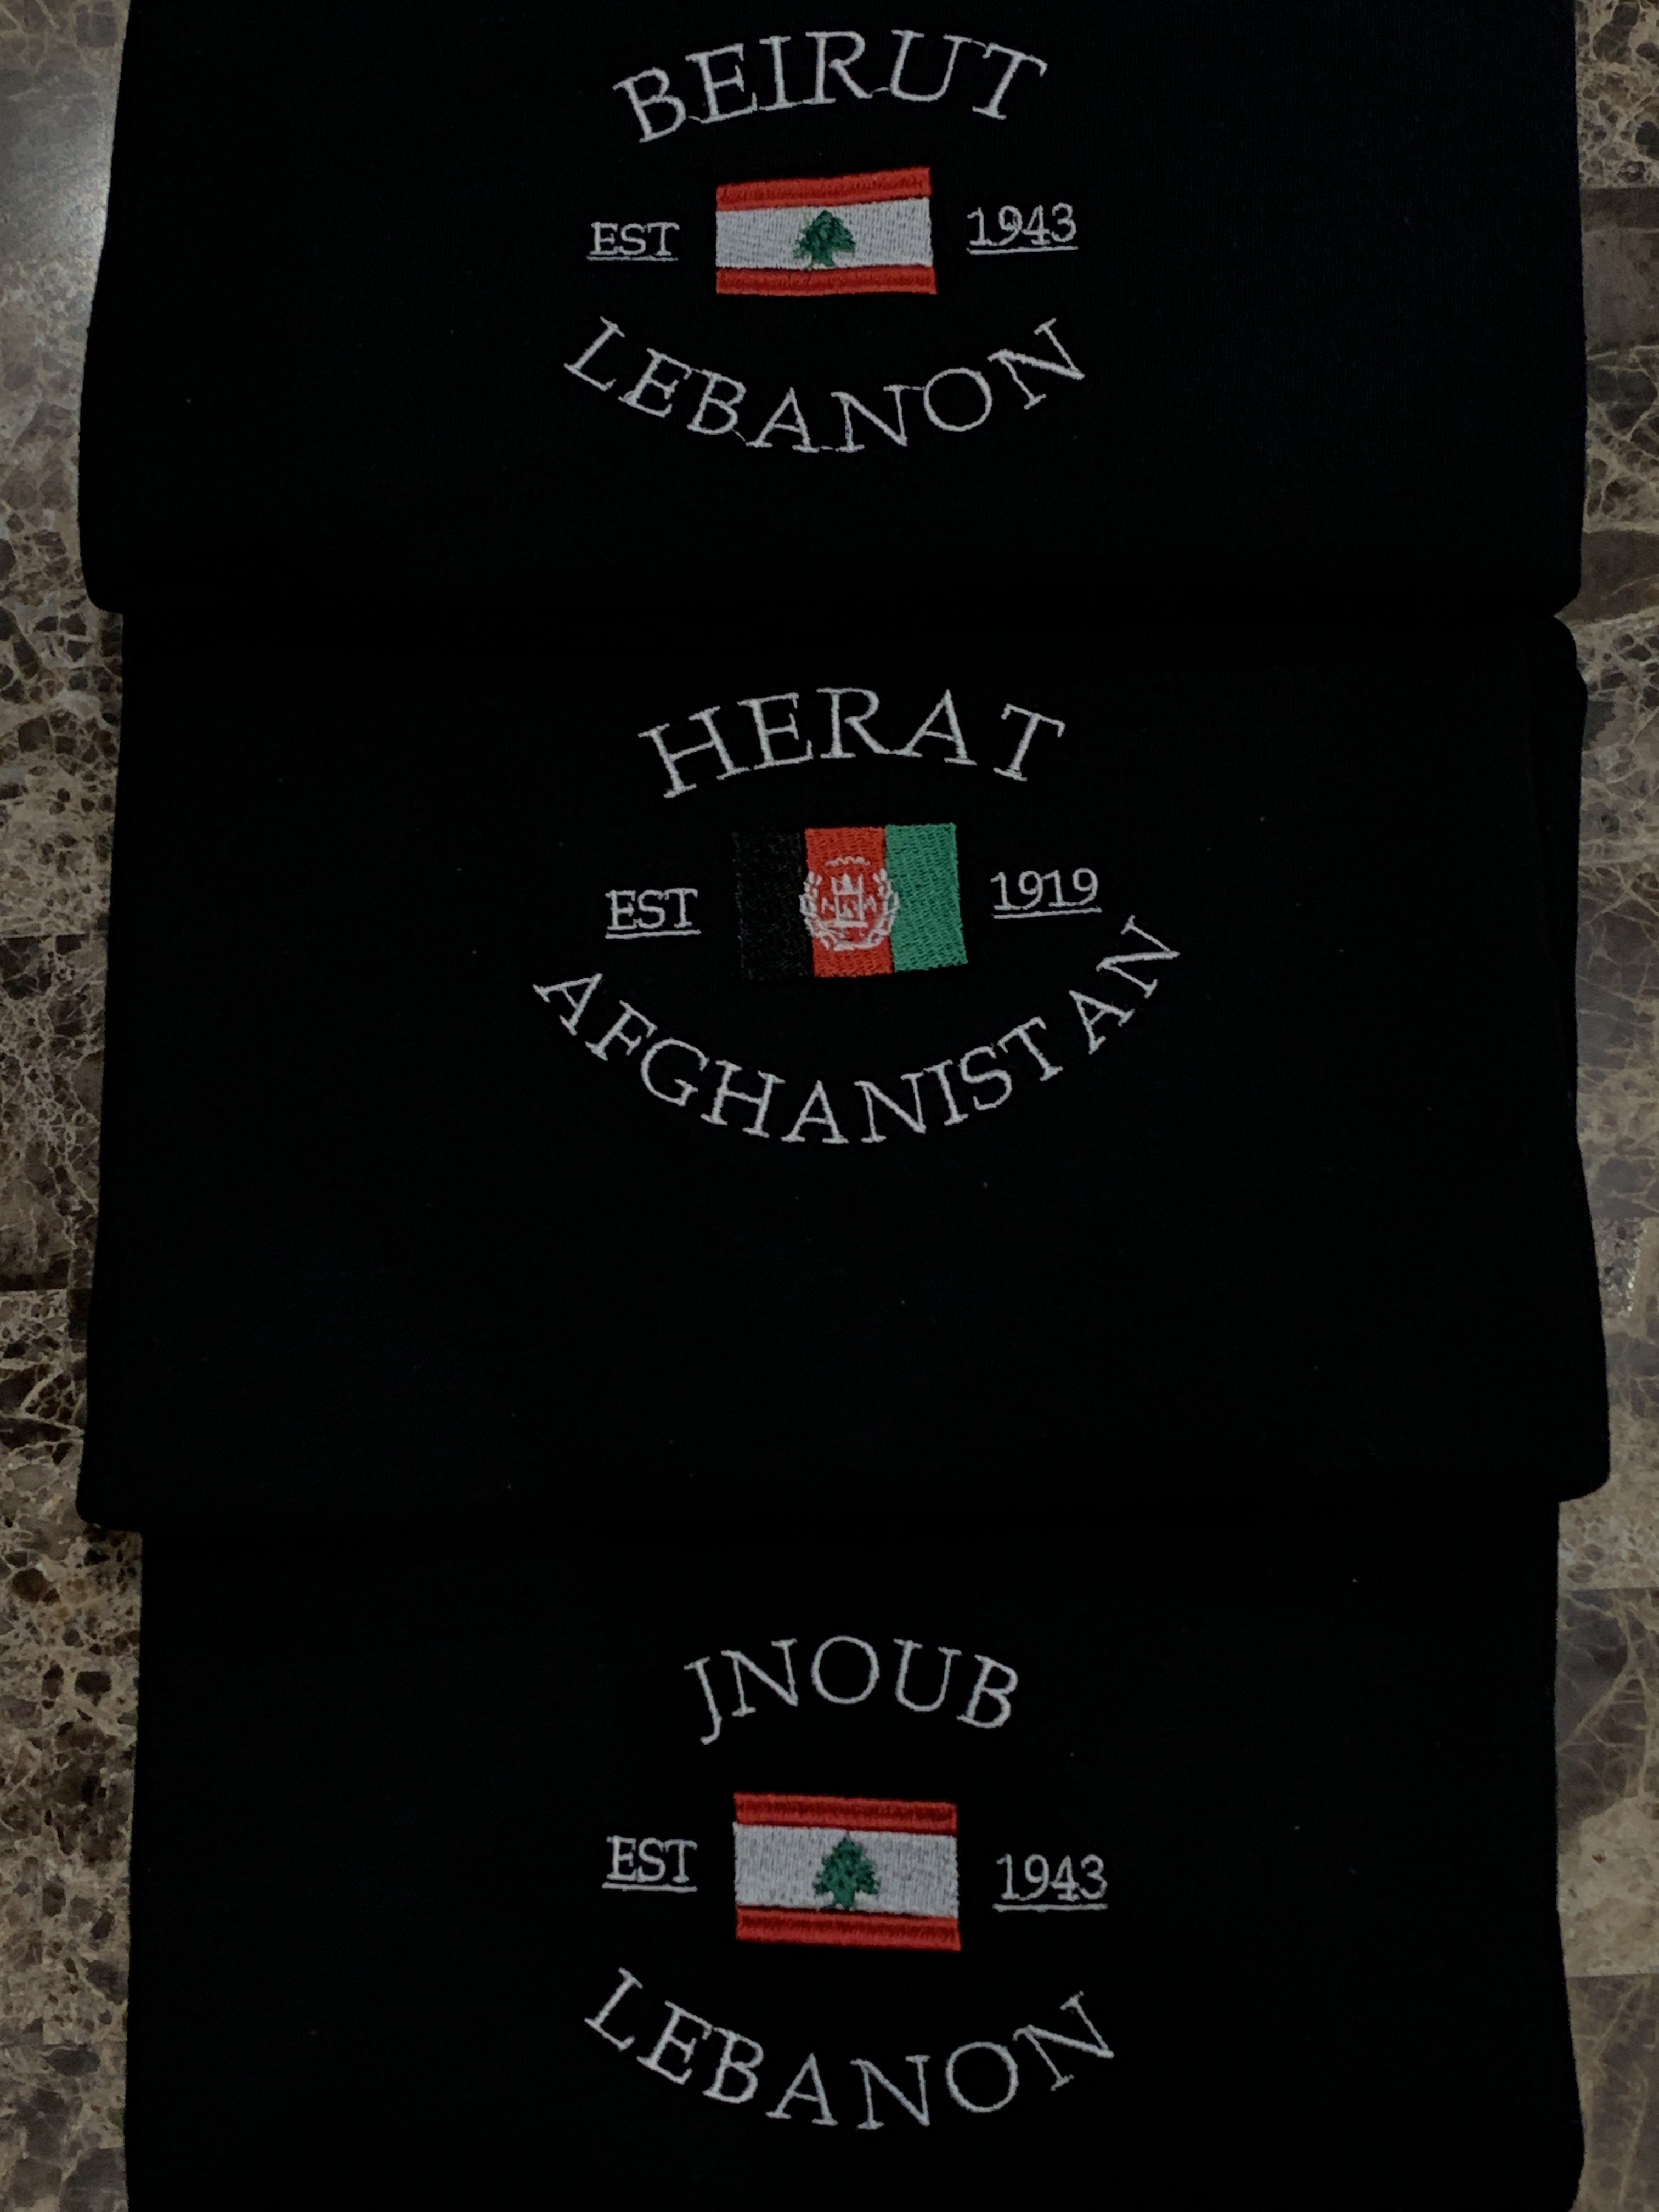 BEIRUT
EST 1943
LEBANON
HERAT
EST 1919
AFGHANISTAN
JNOUB
EST 1943
LEBANON